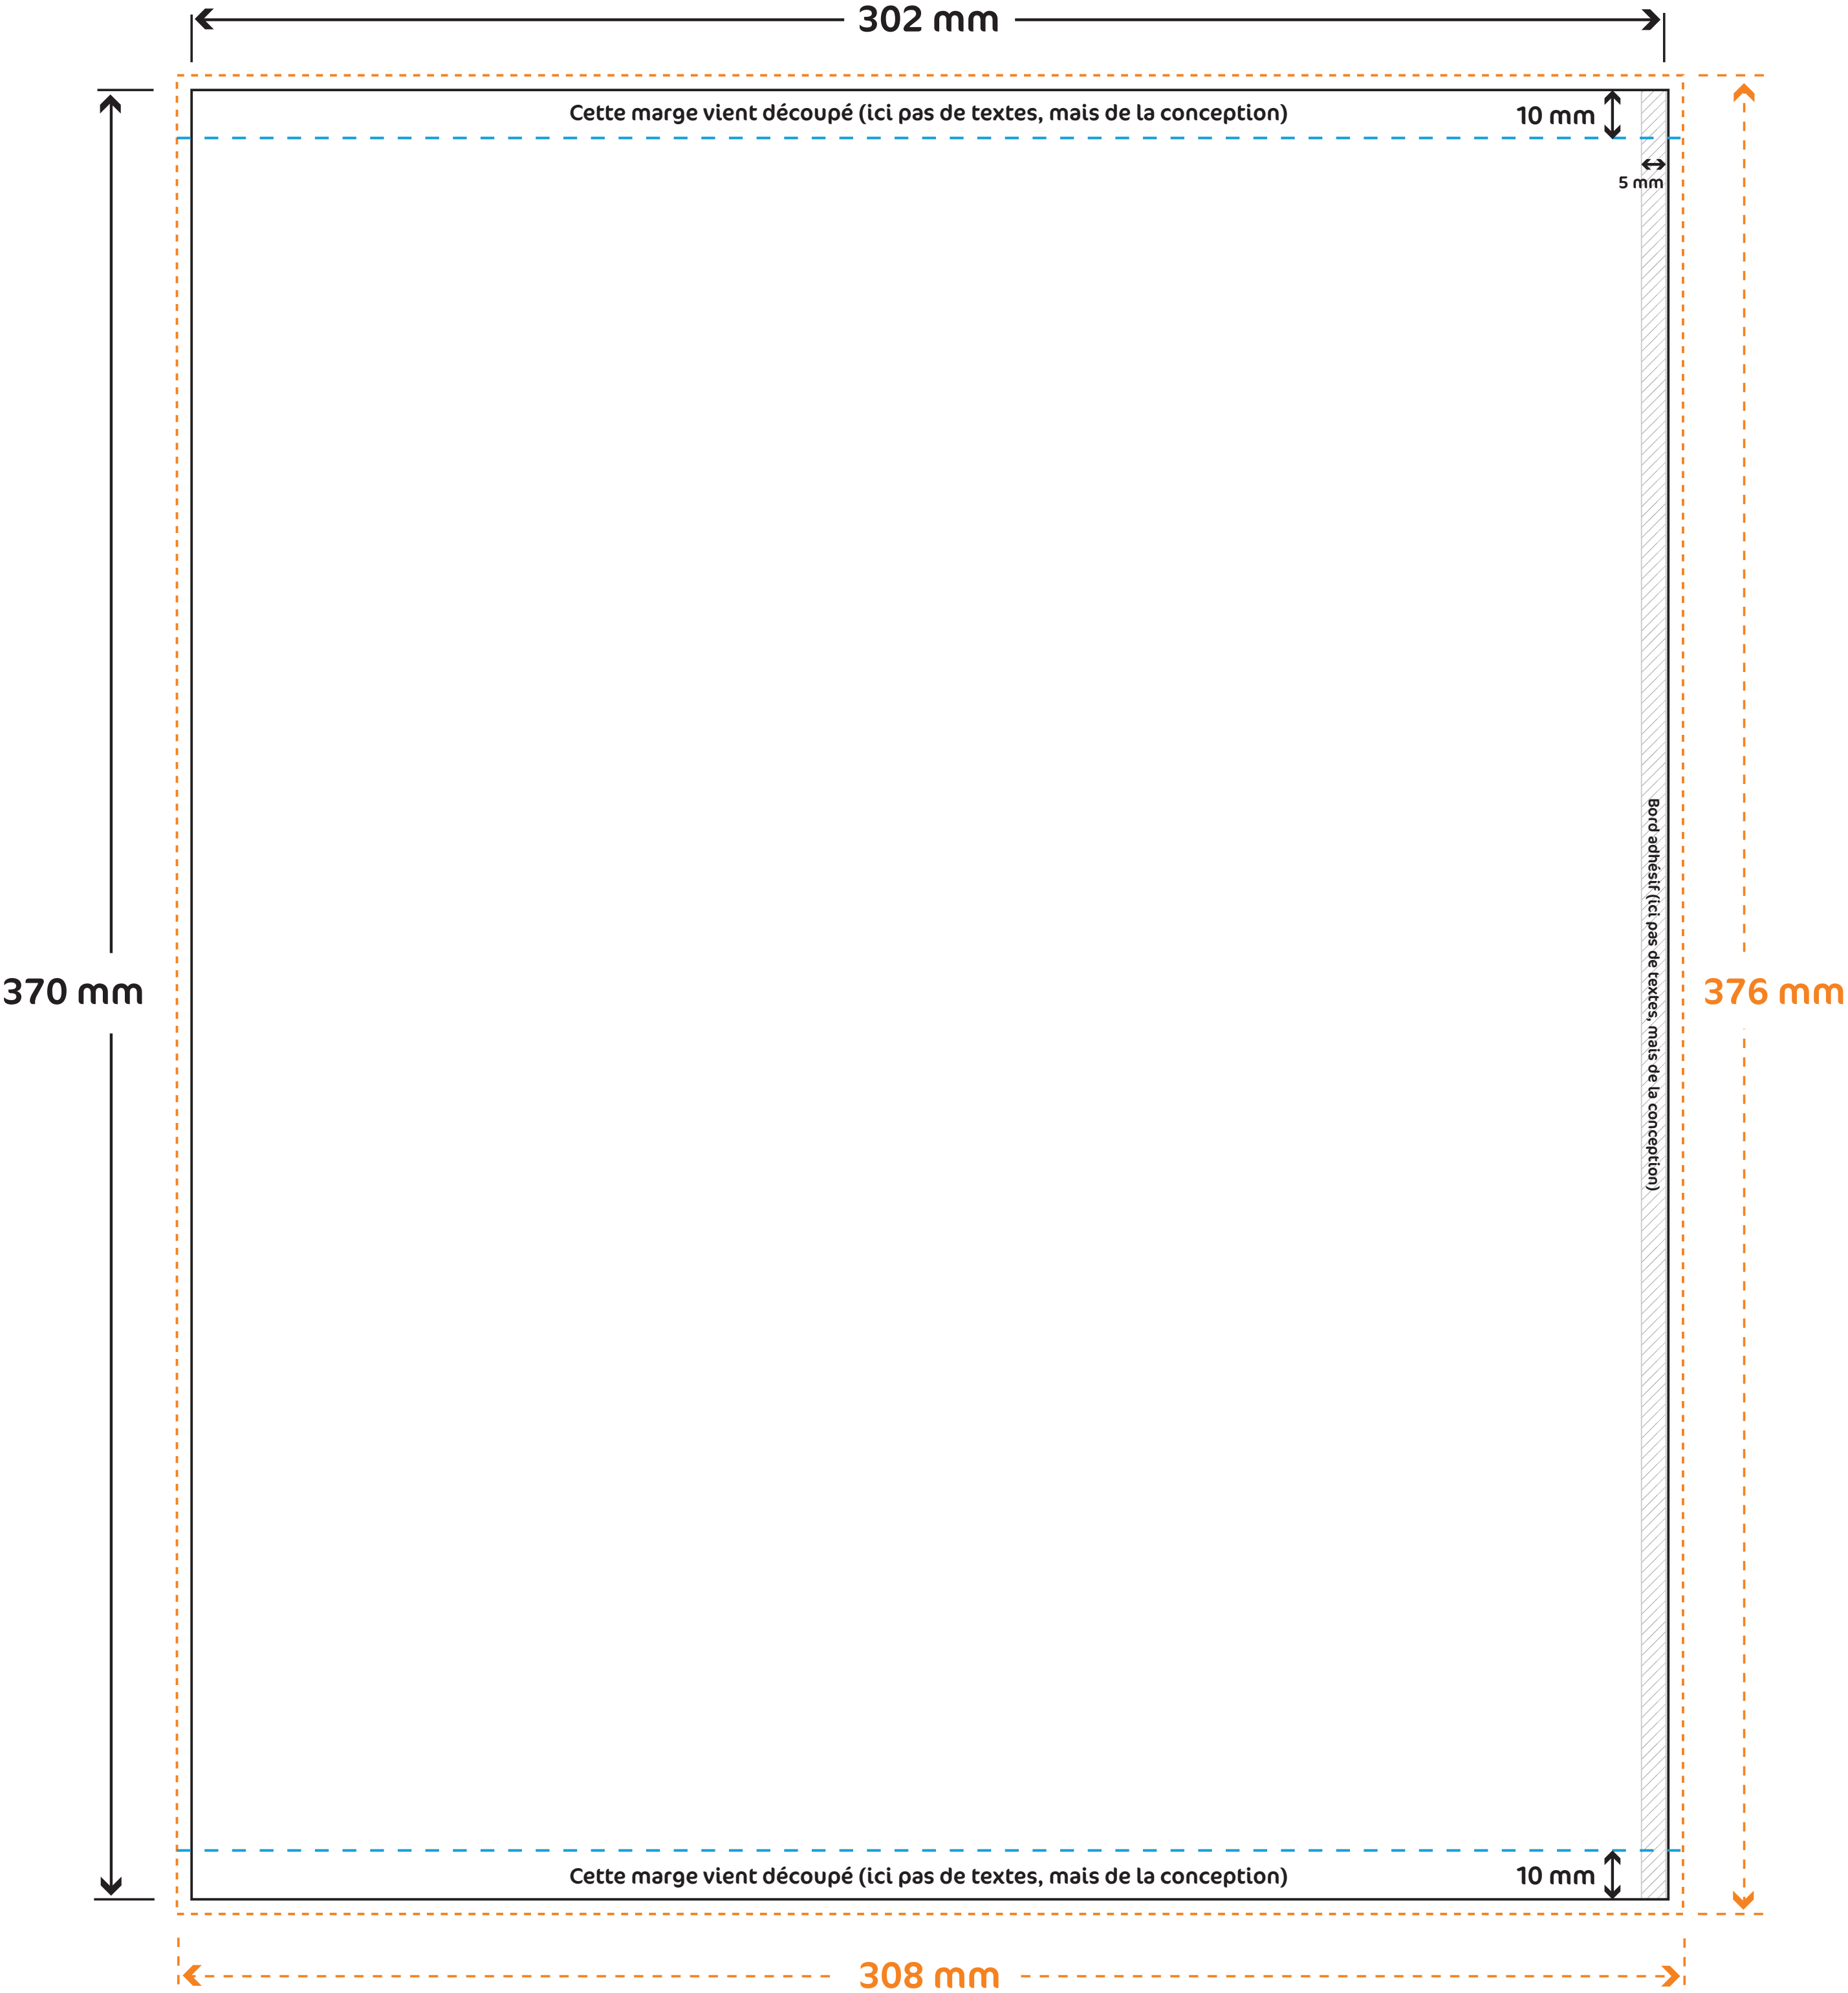 302 mm
Cette marge vient découpé (ici pas de textes, mais de la conception)
10 mm
5 mm
Bord adhésif (ici pas de textes, mais de la conception)
370 mm
376 mm
Cette marge vient découpé (ici pas de textes, mais de la conception)
10 mm
308 mm